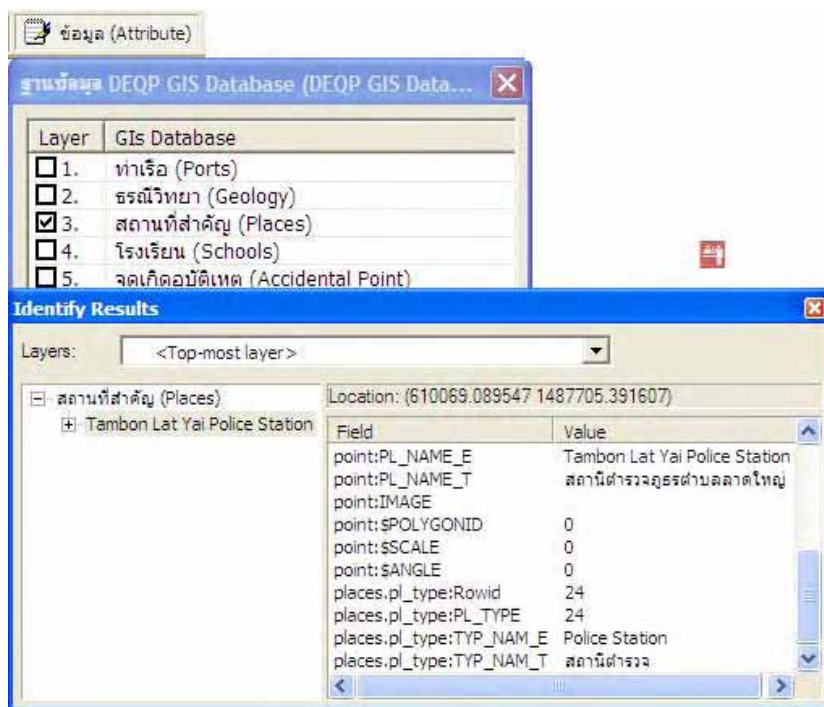 ข้อมูล (Attribute)
ฐานข้อมูล DEQP GIS Database (DEQP GIS Data...
Layer GIs Database
1. ท่าเรือ (Ports)
2. ธรณีวิทยา (Geology)
3. สถานที่สำคัญ (Places)
4. โรงเรียน (Schools)
5. จุดเกิดอุบัติเหตุ (Accidental Point)
Identify Results
Layers: <Top-most layer>
สถานที่สำคัญ (Places)
Tambon Lat Yai Police Station
Location: (610069.089547 1487705.391607)
Field Value
point:PL_NAME_E Tambon Lat Yai Police Station
point:PL_NAME_T สถานีตำรวจภูธรตำบลลาดใหญ่
point:IMAGE
point:$POLYGONID 0
point:$SCALE 0
point:$ANGLE 0
places.pl_type:Rowid 24
places.pl_type:PL_TYPE 24
places.pl_type:TYP_NAM_E Police Station
places.pl_type:TYP_NAM_T สถานีตำรวจ